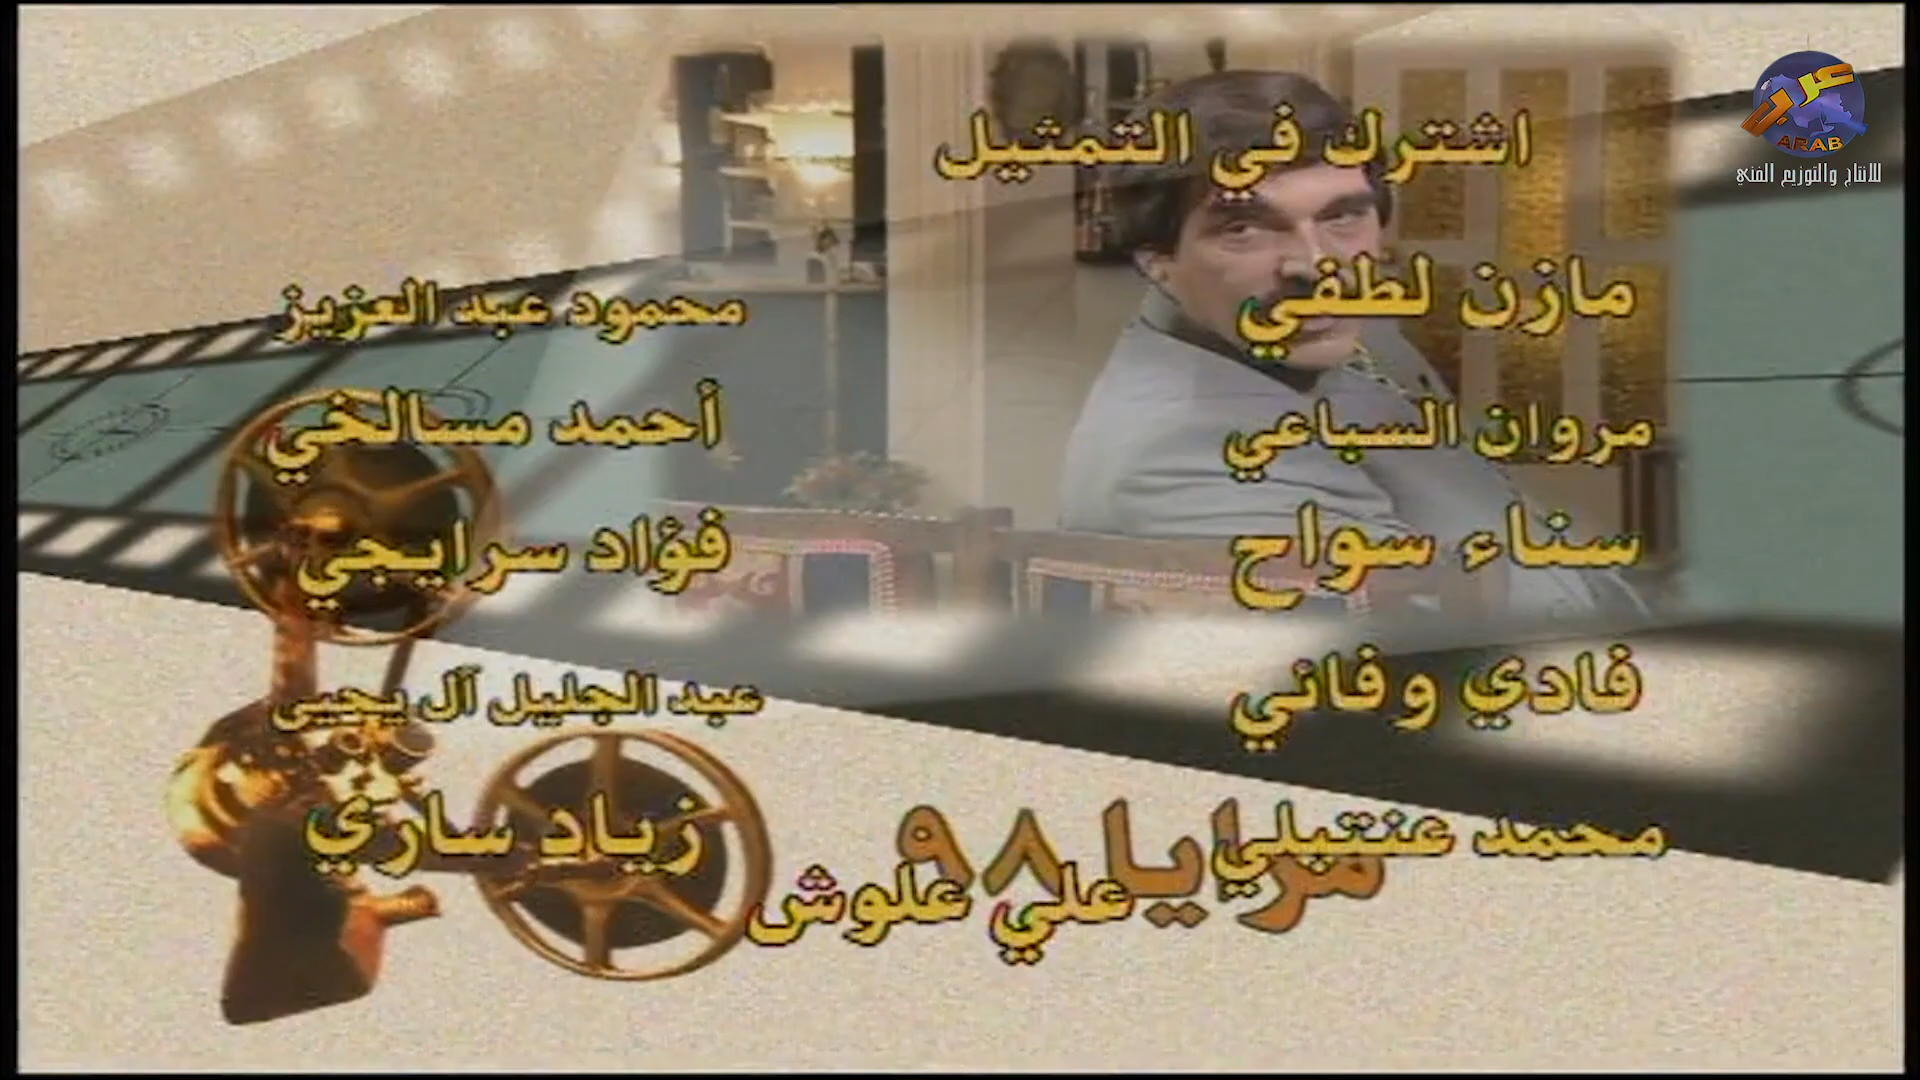 اشترك في التمثيل
مازن لطفي
محمود عبد العزيز
مروان السباعي
أحمد مسالخي
سناء سواح
فؤاد سرايجي
فادي وفائي
عبد الجليل آل يحيى
محمد عنتبلي
زياد ساري
مرايا ٩٨
علي علوش
عرب
ARAB
للانتاج والتوزيع الفني